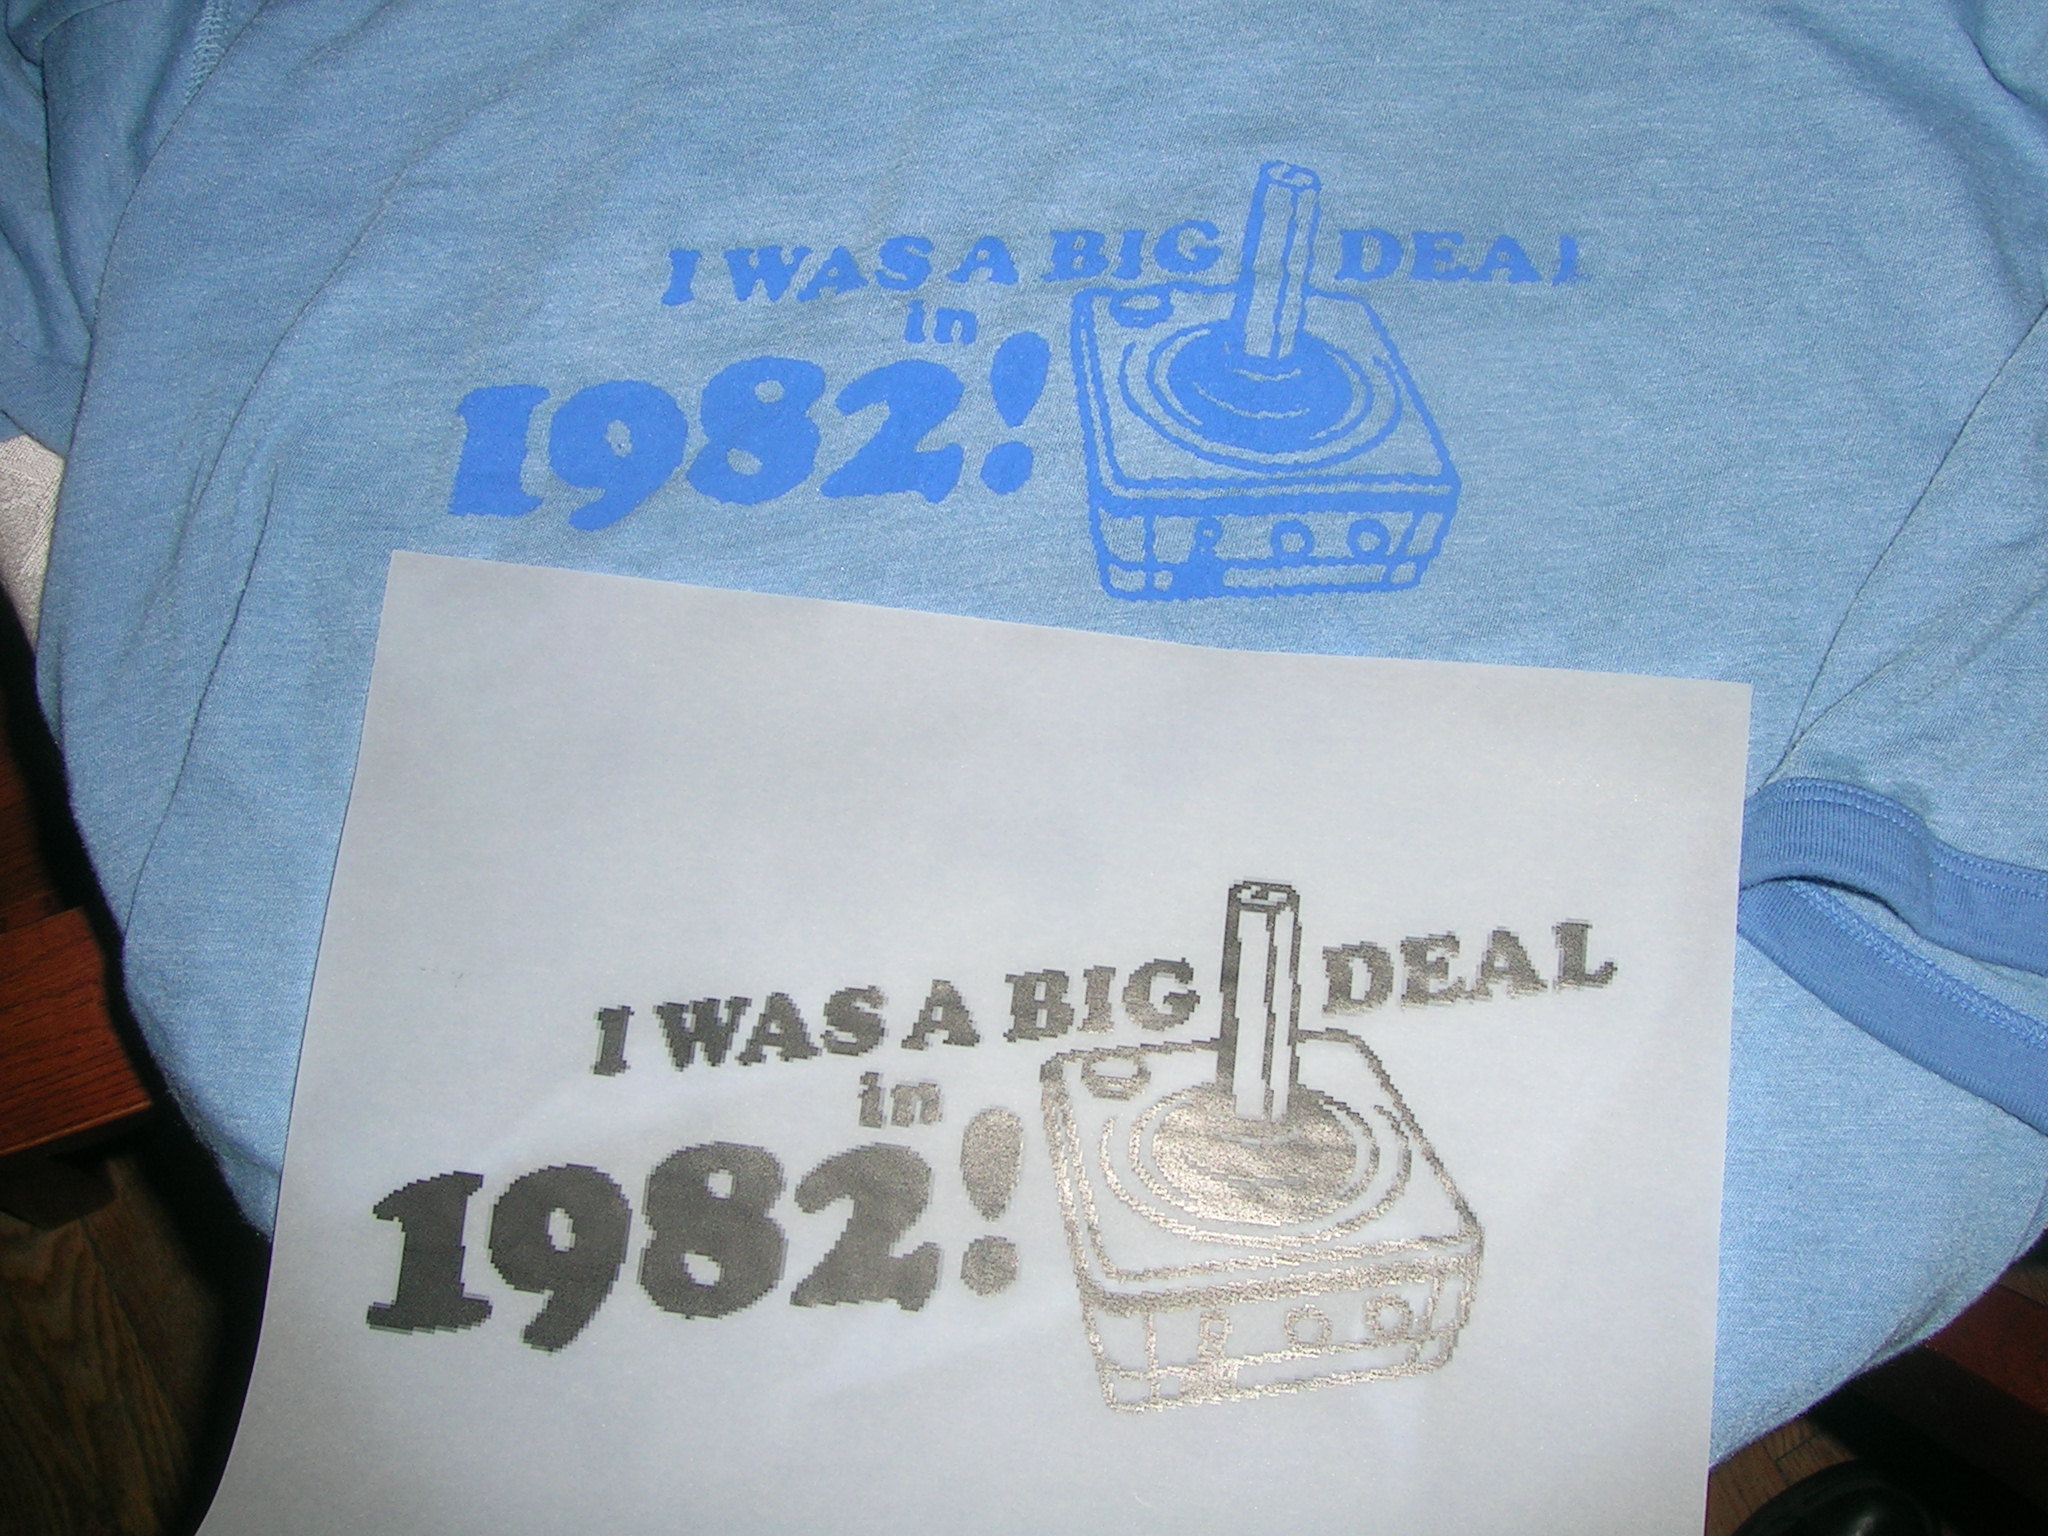 I WAS A BIG DEAL
in
1982!
I WAS A BIG DEAL
in
1982!